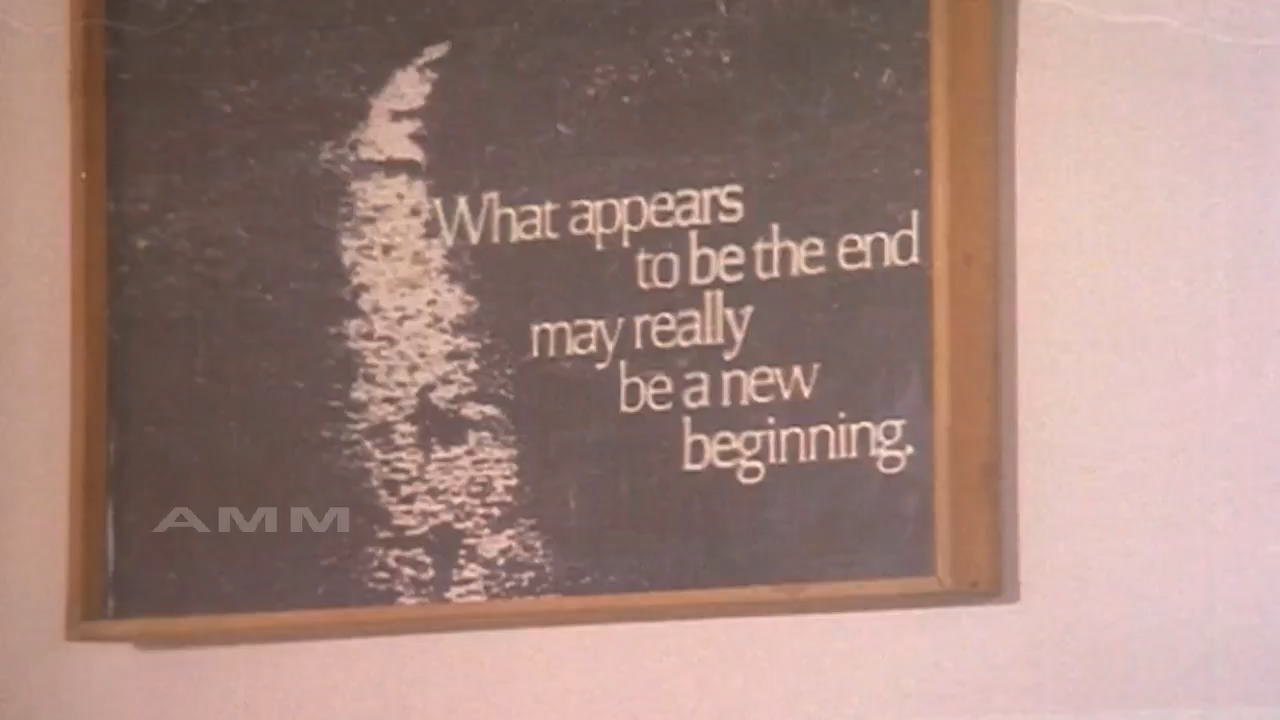 What appears
to be the end
may really
be a new
beginning.
AMM